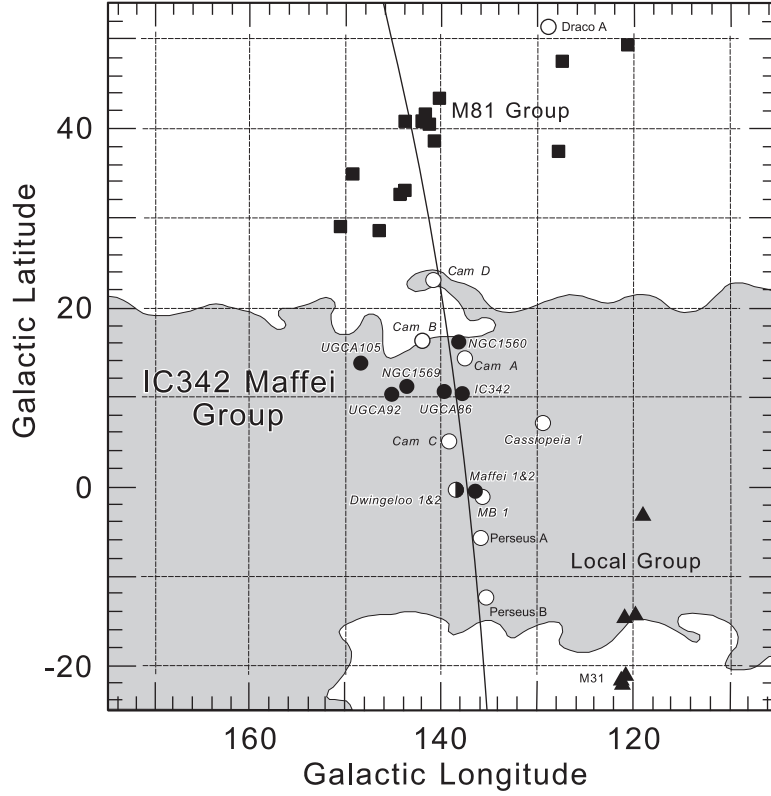 Draco A
M81 Group
40
Cam D
20
Cam B
NGC1560
UGCA105
Cam A
NGC1569
IC342 Maffei
Group
IC342
UGCA92
UGCA86
Cam C
Cassiopeia 1
Maffei 1&2
0
Dwingeloo 1&2
MB 1
Perseus A
Local Group
Perseus B
-20
M31
160
140
120
Galactic Longitude
Galactic Latitude